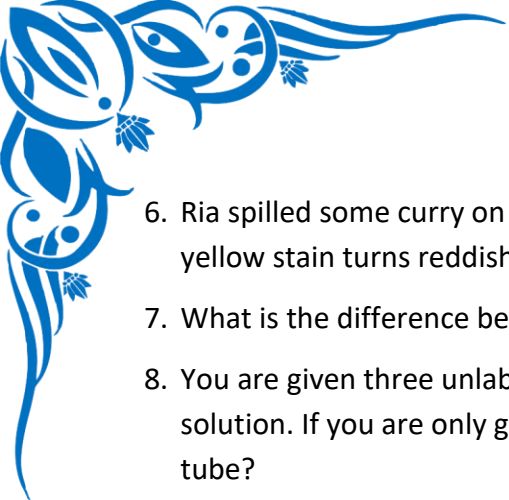 6. Ria spilled some curry on
yellow stain turns reddish
7. What is the difference be
8. You are given three unlab
solution. If you are only g
tube?